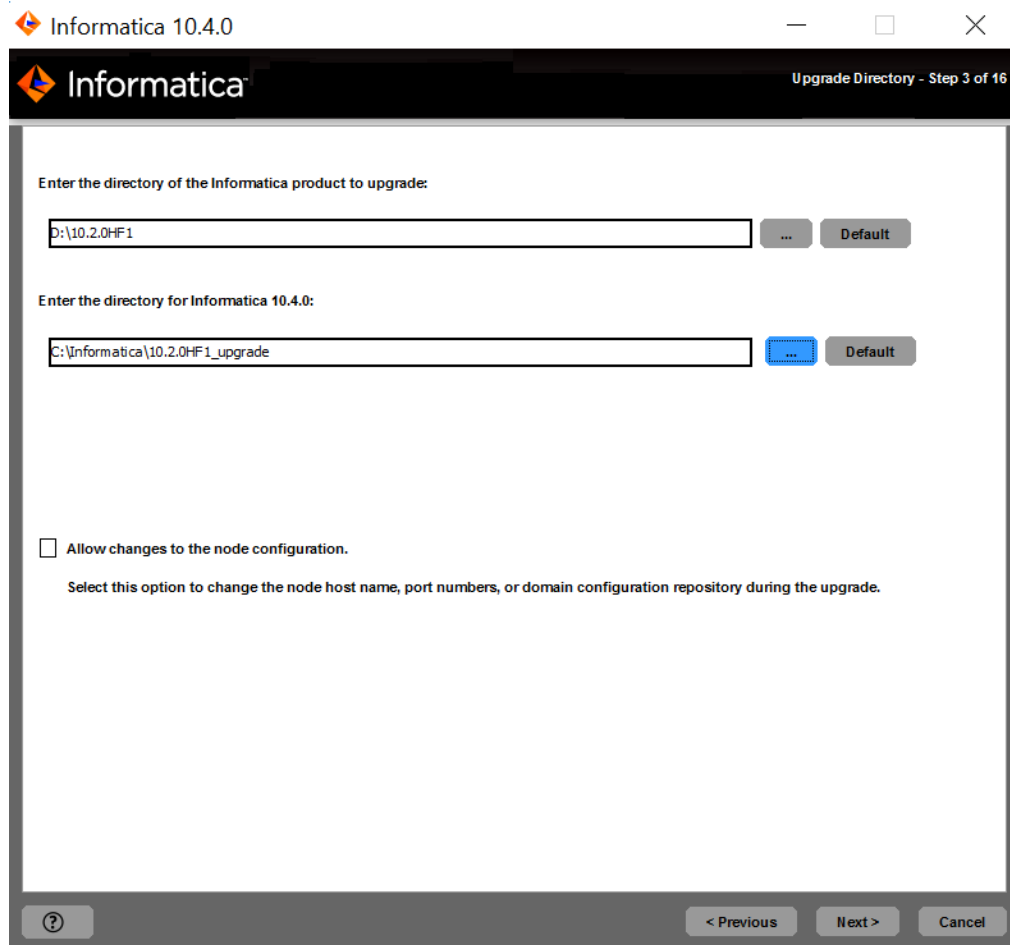 Informatica 10.4.0
Informatica
Upgrade Directory - Step 3 of 16
Enter the directory of the Informatica product to upgrade:
D:\10.2.0HF1
...
Default
Enter the directory for Informatica 10.4.0:
C:\Informatica\10.2.0HF1_upgrade
...
Default
Allow changes to the node configuration.
Select this option to change the node host name, port numbers, or domain configuration repository during the upgrade.
?
< Previous
Next >
Cancel